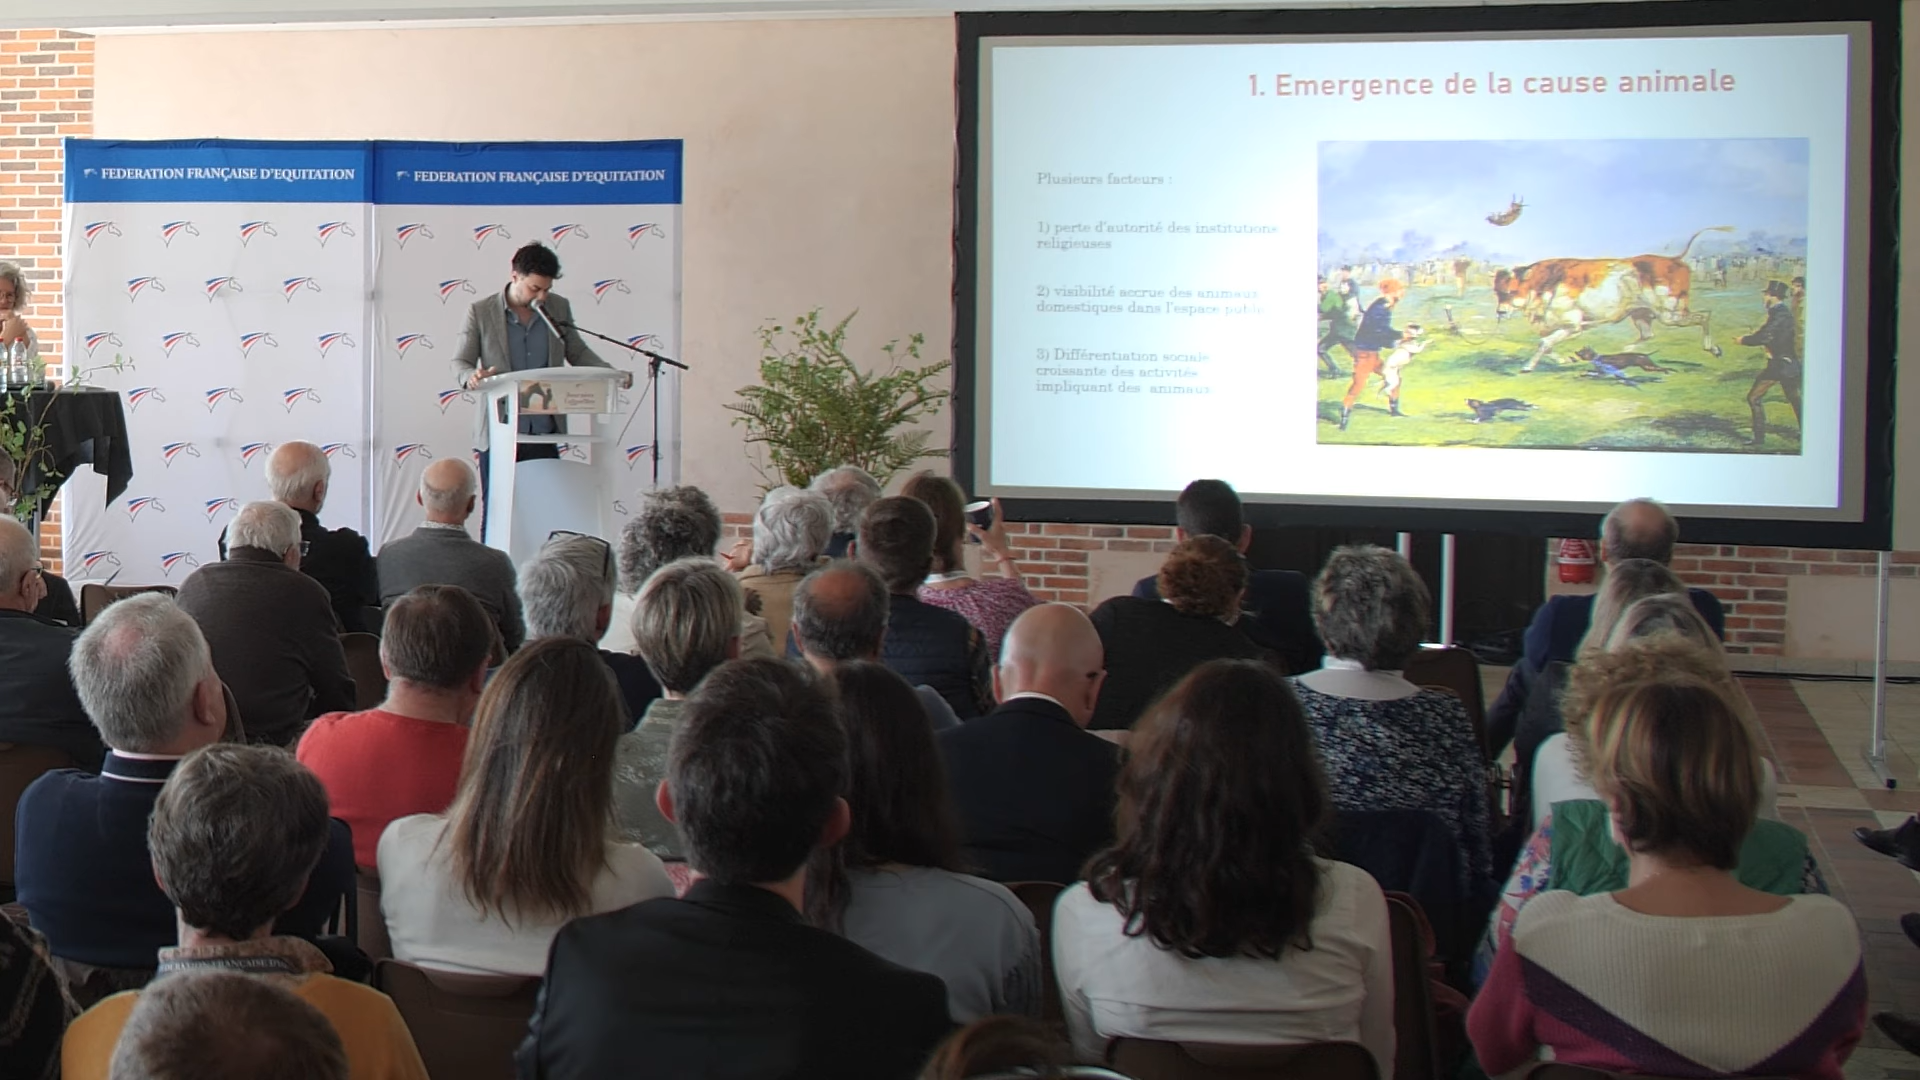 FEDERATION FRANÇAISE D'EQUITATION
FEDERATION FRANÇAISE D'EQUITATION
1. Emergence de la cause animale
Plusieurs facteurs :
1) perte d'autorité des institutions
religieuses
2) visibilité accrue des animaux
domestiques dans l'espace public
3) Différentiation sociale
croissante des activités
impliquant des animaux